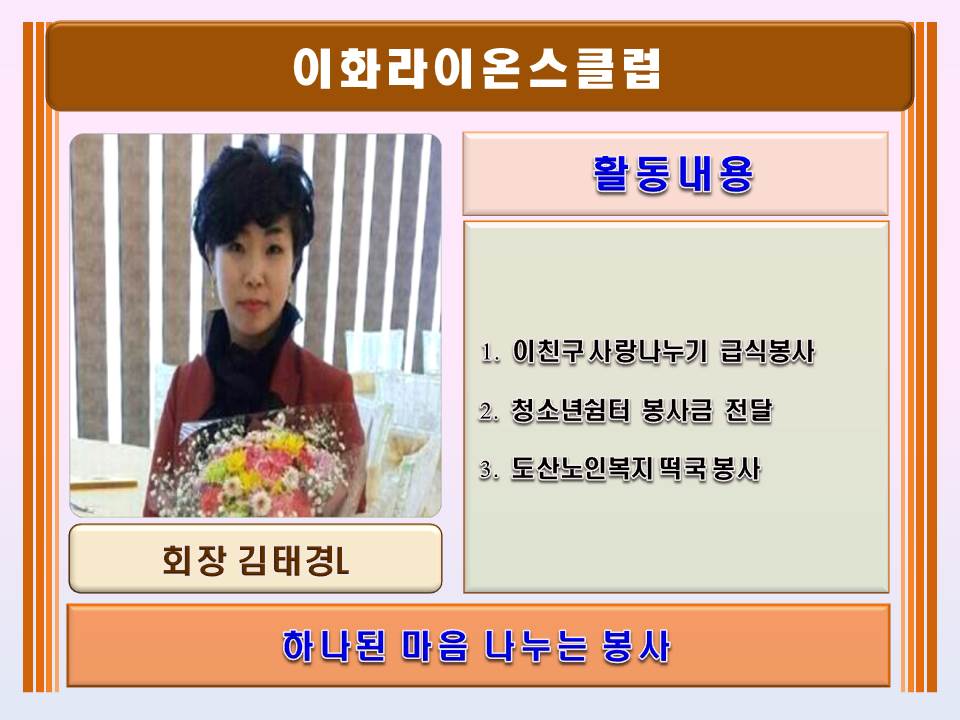 이화라이온스클럽
활동내용
1. 이친구 사랑나누기 급식봉사
2. 청소년쉼터 봉사금 전달
3. 도산노인복지 떡국 봉사
회장 김태경L
하나된 마음 나누는 봉사